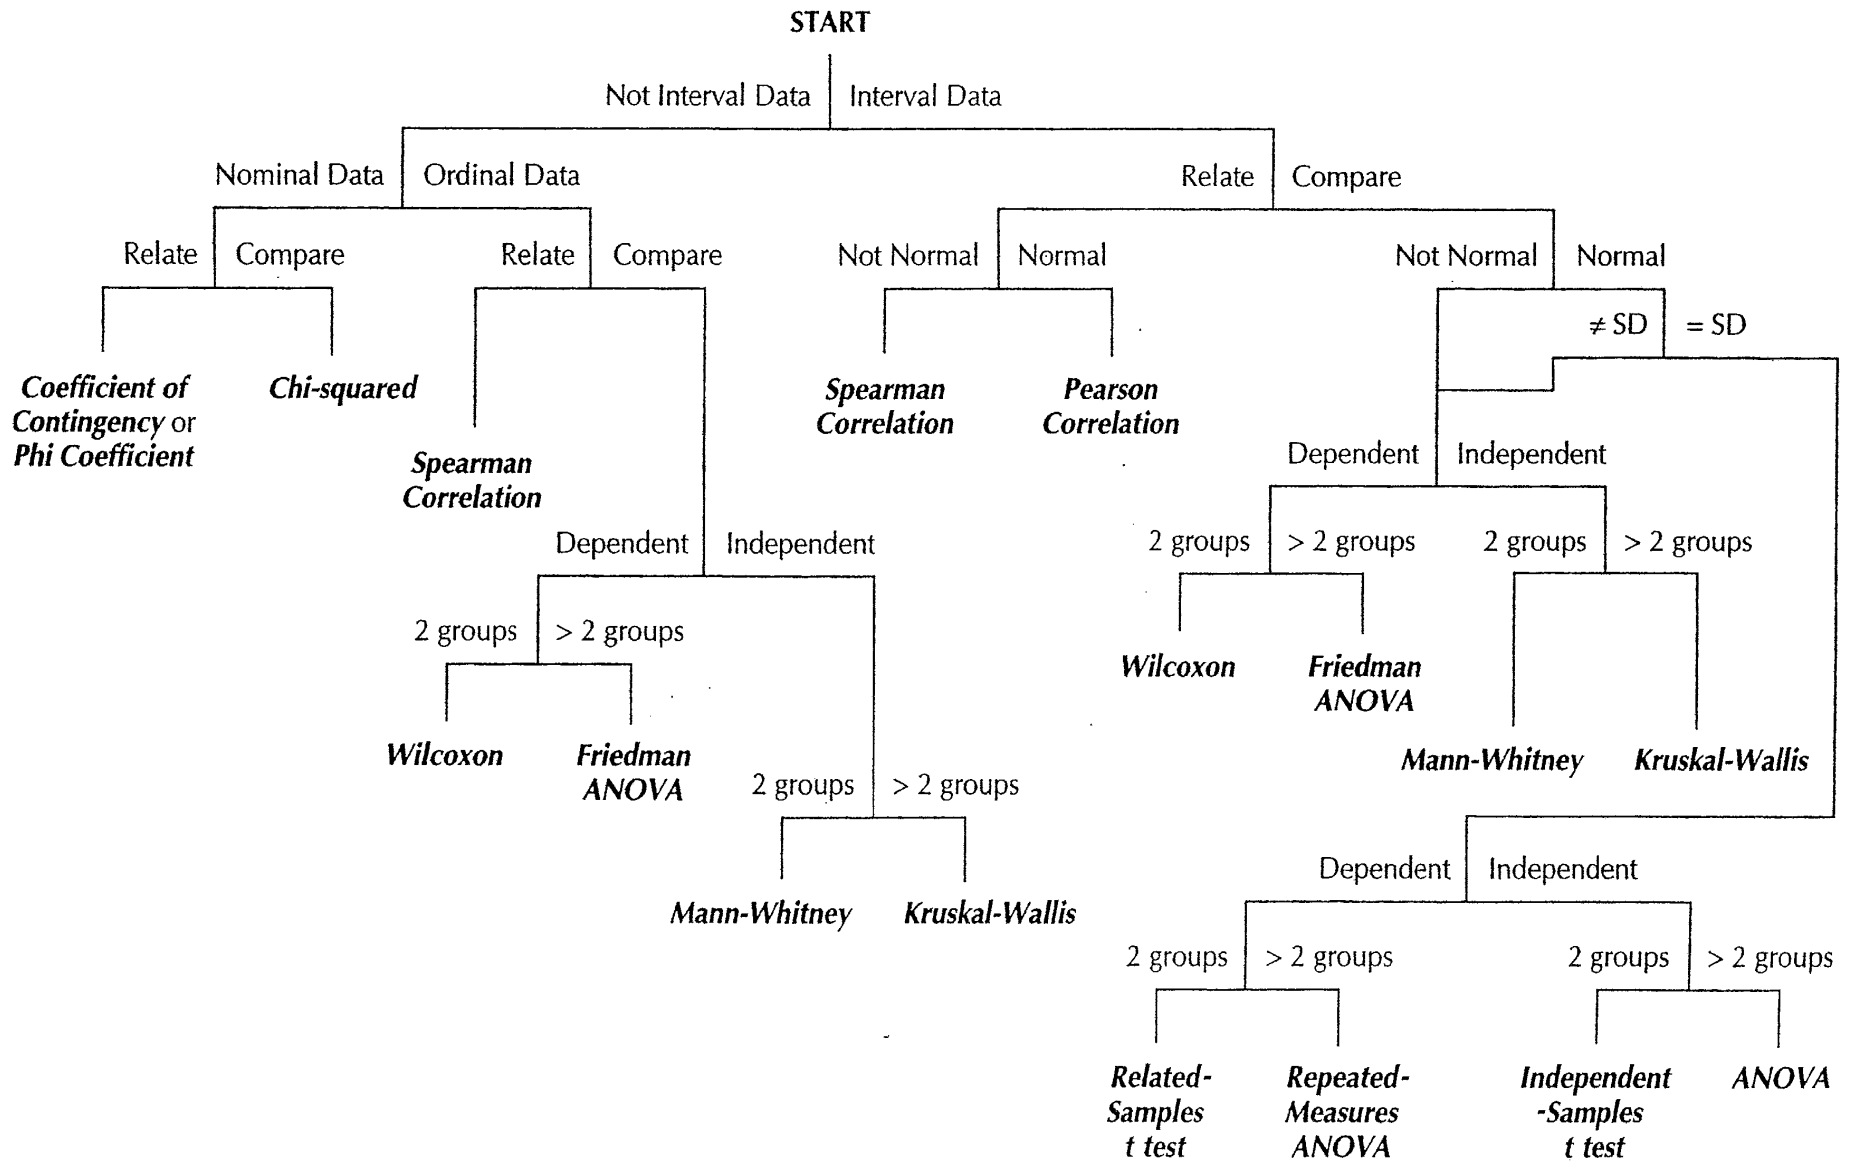 START
Not Interval Data Interval Data
Nominal Data Ordinal Data
Relate Compare
Relate Compare
Relate Compare
Not Normal Normal
Not Normal Normal
≠ SD = SD
Coefficient of
Contingency or
Phi Coefficient
Chi-squared
Spearman
Correlation
Spearman
Correlation
Pearson
Correlation
Dependent Independent
2 groups > 2 groups
2 groups > 2 groups
Wilcoxon
Friedman
ANOVA
Mann-Whitney
Kruskal-Wallis
Dependent Independent
2 groups > 2 groups
Wilcoxon
Friedman
ANOVA
2 groups > 2 groups
Mann-Whitney
Kruskal-Wallis
Dependent Independent
2 groups > 2 groups
2 groups > 2 groups
Related-
Samples
t test
Repeated-
Measures
ANOVA
Independent
-Samples
t test
ANOVA